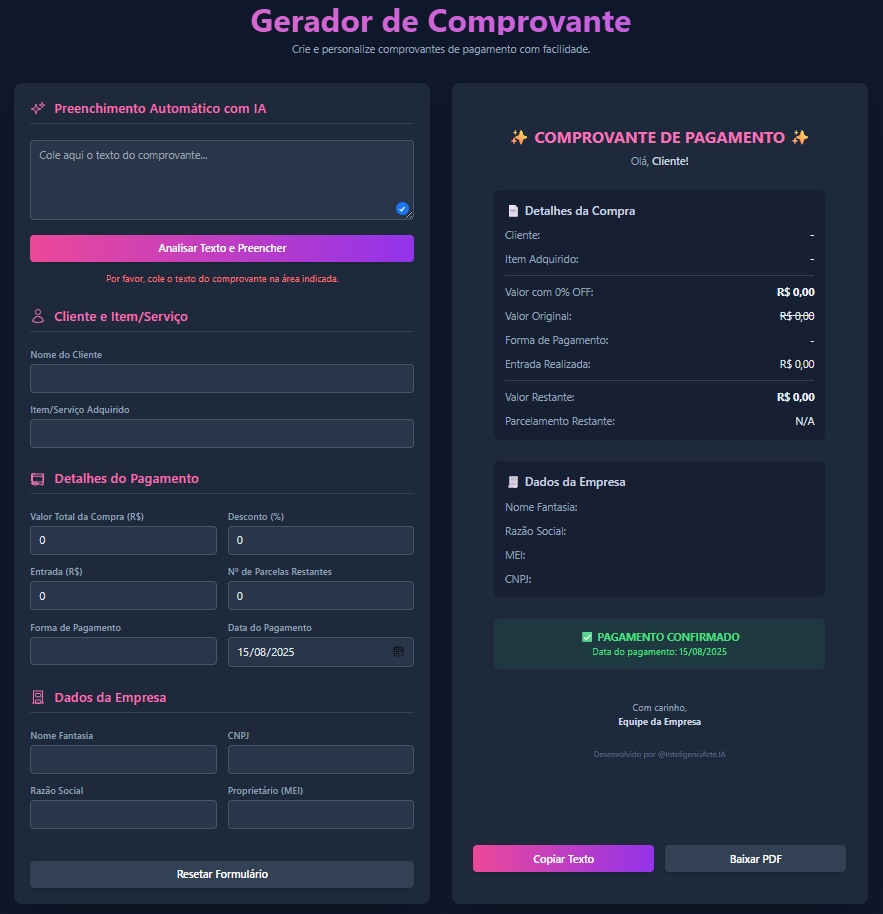 Gerador de Comprovante
Crie e personalize comprovantes de pagamento com facilidade.
Preenchimento Automático com IA
Cole aqui o texto do comprovante...
Analisar Texto e Preencher
Por favor, cole o texto do comprovante na área indicada.
Cliente e Item/Serviço
Nome do Cliente
Item/Serviço Adquirido
Detalhes do Pagamento
Valor Total da Compra (R$) Desconto (%)
0 0
Entrada (R$) Nº de Parcelas Restantes
0 0
Forma de Pagamento Data do Pagamento
15/08/2025
Dados da Empresa
Nome Fantasia CNPJ
Razão Social Proprietário (MEI)
Resetar Formulário
✨ COMPROVANTE DE PAGAMENTO ✨
Olá, Cliente!
Detalhes da Compra
Cliente: -
Item Adquirido: -
Valor com 0% OFF: R$ 0,00
Valor Original: R$ 0,00
Forma de Pagamento: -
Entrada Realizada: R$ 0,00
Valor Restante: R$ 0,00
Parcelamento Restante: N/A
Dados da Empresa
Nome Fantasia:
Razão Social:
MEI:
CNPJ:
✅ PAGAMENTO CONFIRMADO
Data do pagamento: 15/08/2025
Com carinho,
Equipe da Empresa
Desenvolvido por @InteligenciArte.IA
Copiar Texto Baixar PDF